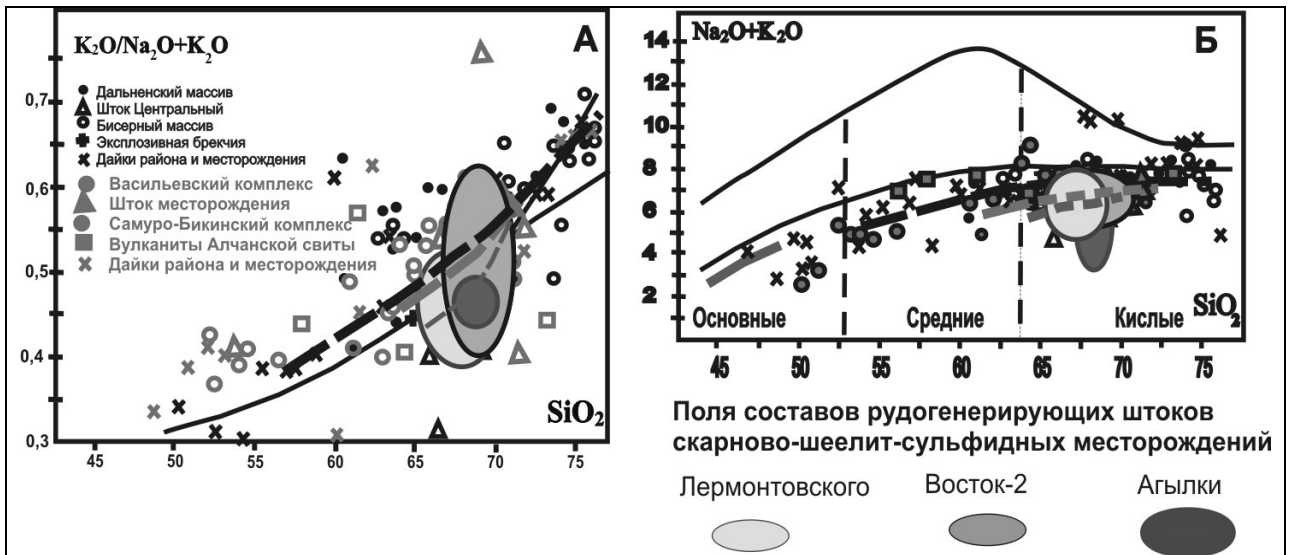 А
K2O/Na2O+K2O
0,7
0,6
0,5
0,4
0,3
Дальненский массив
Шток Центральный
Бисерный массив
Эксплозивная брекчия
Дайки района и месторождения
Васильевский комплекс
Шток месторождения
Самуро-Бикинский комплекс
Вулканиты Алчанской свиты
Дайки района и месторождения
SiO2
45 50 55 60 65 70 75
Na2O+K2O
Б
14
12
10
8
6
4
2
Основные Средние Кислые
SiO2
45 50 55 60 65 70 75
Поля составов рудогенерирующих штоков
скарново-шеелит-сульфидных месторождений
Лермонтовского Восток-2 Агылки